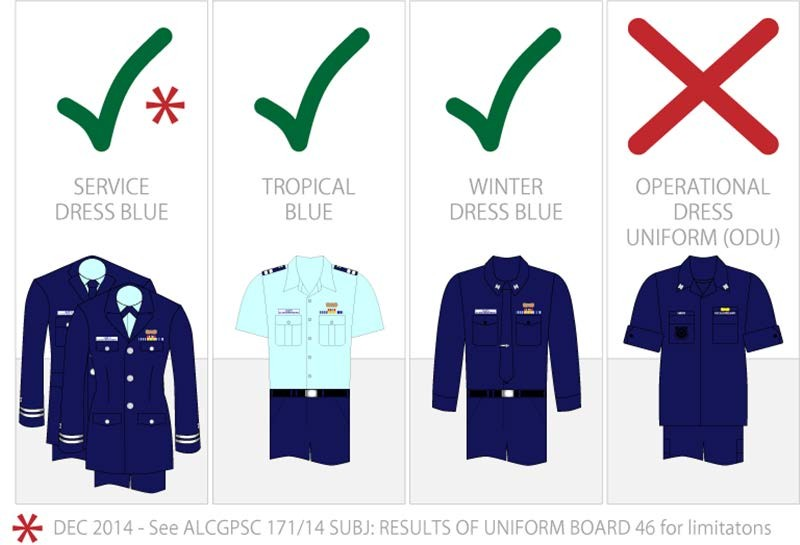 SERVICE
DRESS BLUE
TROPICAL
BLUE
WINTER
DRESS BLUE
OPERATIONAL
DRESS
UNIFORM (ODU)
* DEC 2014 - See ALCGPSC 171/14 SUBJ: RESULTS OF UNIFORM BOARD 46 for limitatons